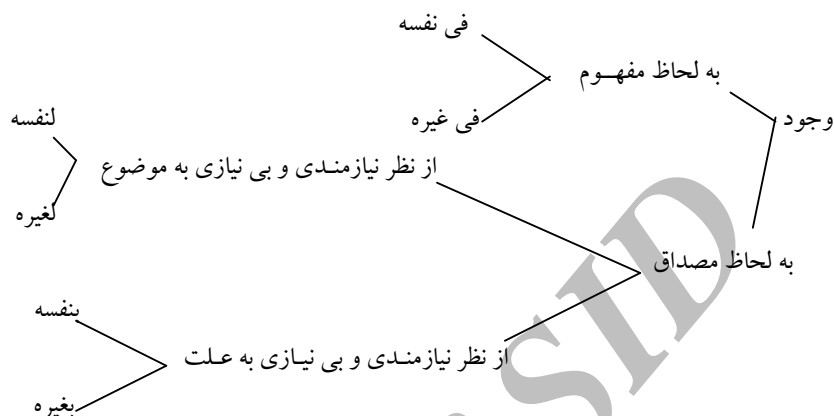 وجود
به لحاظ مفهوم
فی نفسه
فی غیره
به لحاظ مصداق
از نظر نیازمندی و بی نیازی به موضوع
لنفسه
لغیره
از نظر نیازمندی و بی نیازی به علت
بنفسه
بغیره
SID